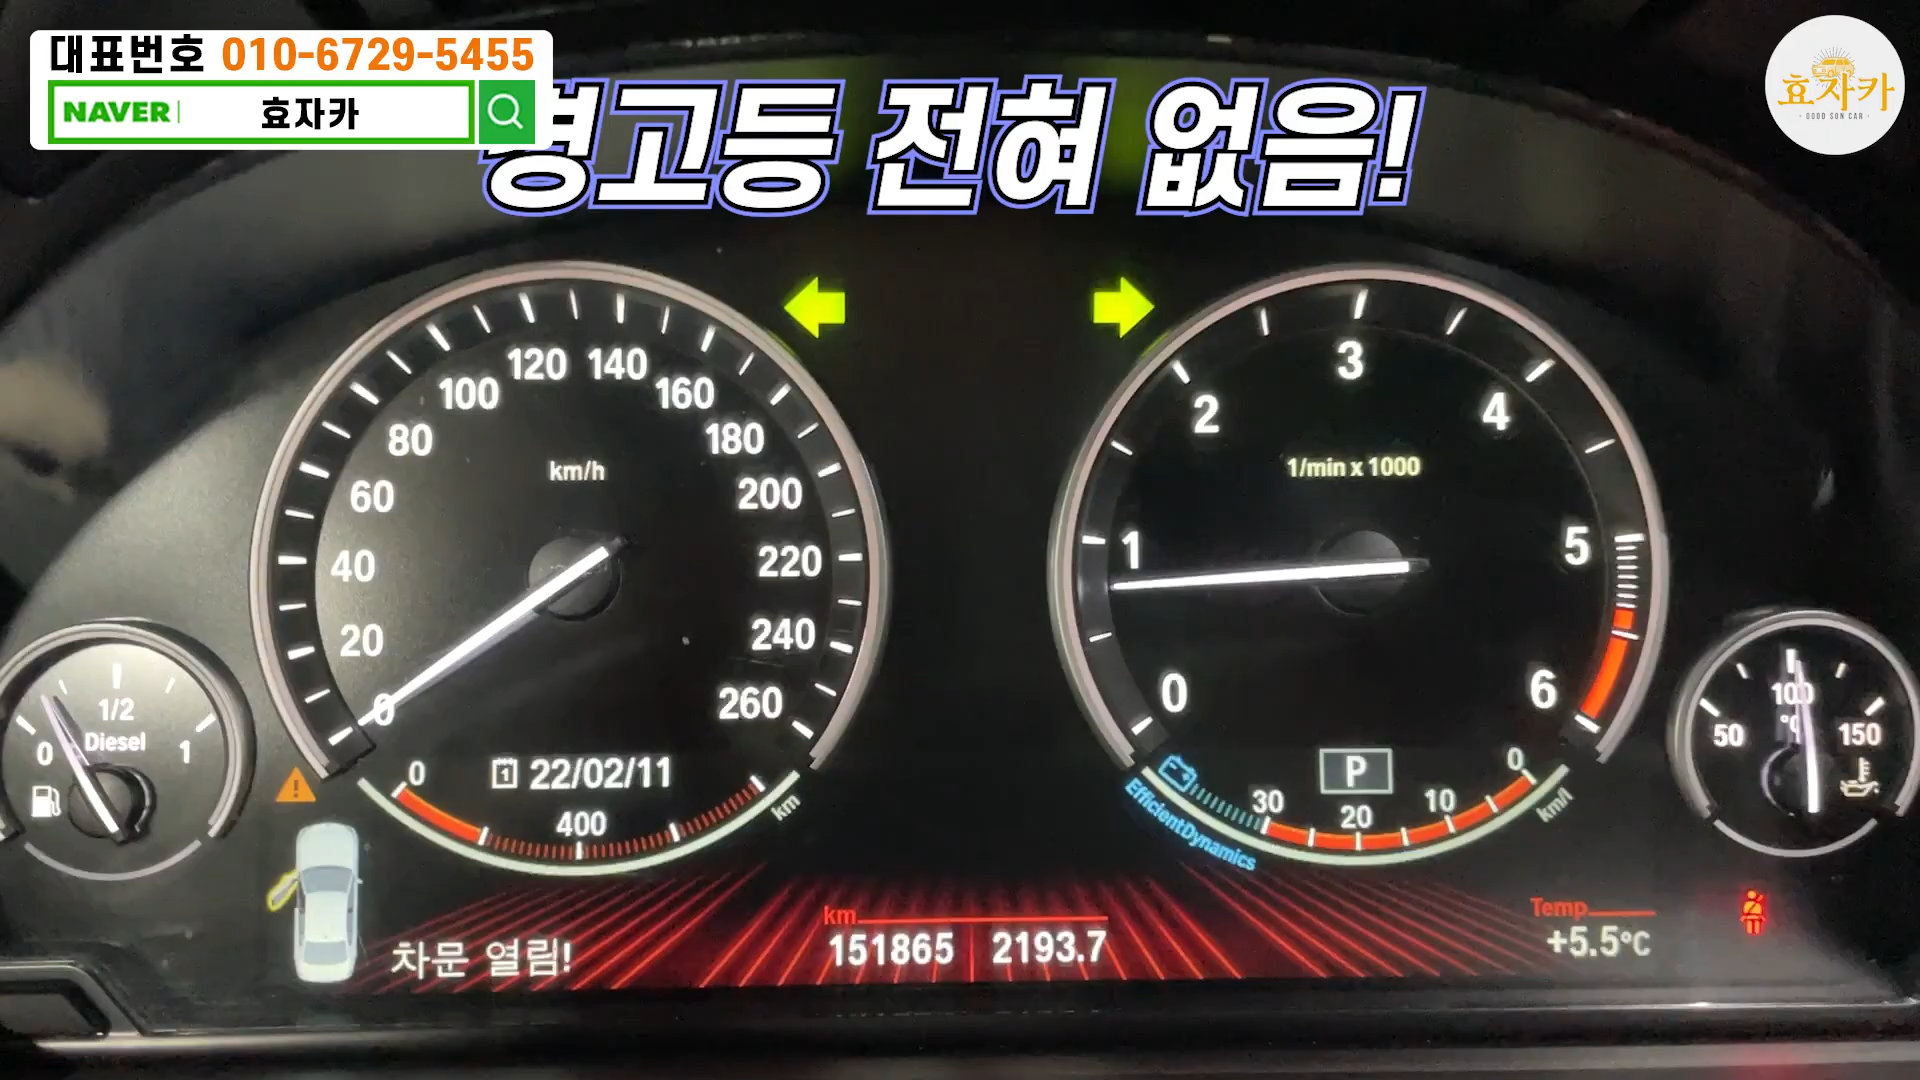 대표번호 010-6729-5455
NAVER 효자카
경고등 전혀 없음!
효자카
GOOD SON CAR
0 20 40 60 80 100 120 140 160 180 200 220 240 260
km/h
0 1 2 3 4 5 6
1/min x 1000
0 1/2 1
Diesel
50 100 150
°C
1 22/02/11
0 400
km
P
30 20 10 0
km/l
EfficientDynamics
차문 열림!
km
151865 2193.7
Temp
+5.5°C